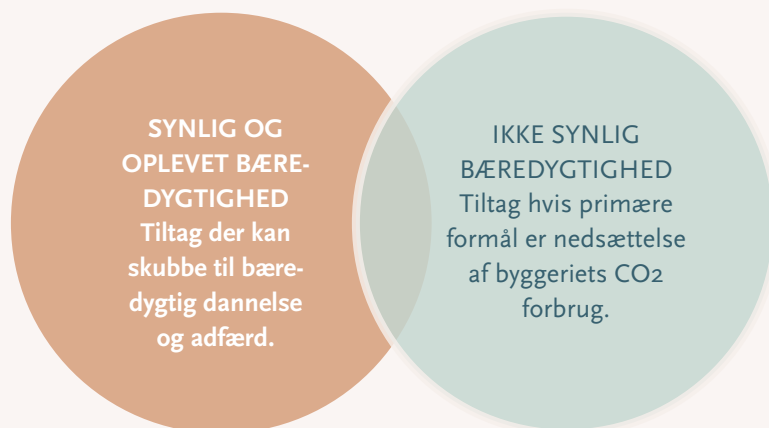 SYNLIG OG
OPLEVET BÆRE-
DYGTIGHED
Tiltag der kan
skubbe til bære-
dygtig dannelse
og adfærd.
IKKE SYNLIG
BÆREDYGTIGHED
Tiltag hvis primære
formål er nedsættelse
af byggeriets CO2
forbrug.